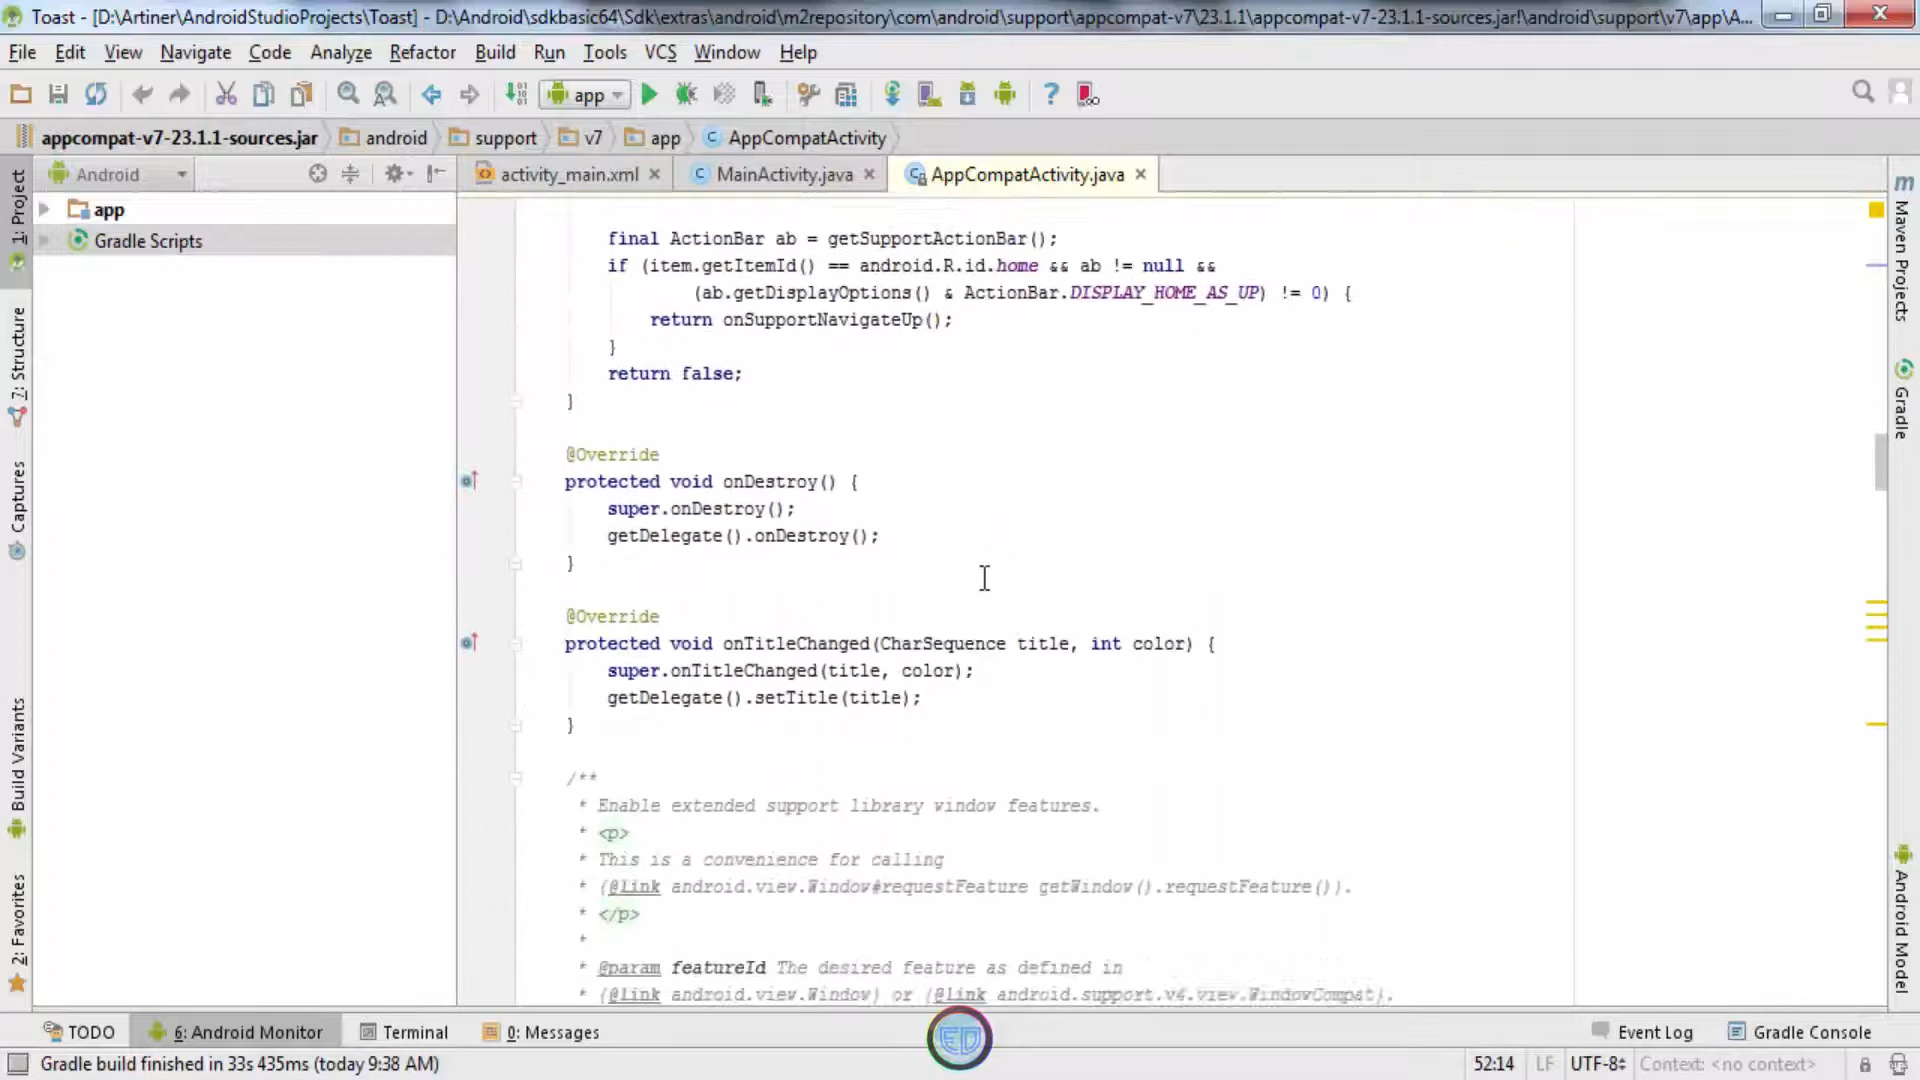 Toast - [D:\Artiner\AndroidStudioProjects\Toast] - D:\Android\sdkbasic64\Sdk\extras\android\m2repository\com\android\support\appcompat-v7\23.1.1\appcompat-v7-23.1.1-sources.jar!\android\support\v7\app\A...
File Edit View Navigate Code Analyze Refactor Build Run Tools VCS Window Help
app
appcompat-v7-23.1.1-sources.jar android support v7 app AppCompatActivity
Android activity_main.xml MainActivity.java AppCompatActivity.java
app
Gradle Scripts
1: Project
7: Structure
Captures
Build Variants
2: Favorites
final ActionBar ab = getSupportActionBar();
if (item.getItemId() == android.R.id.home && ab != null &&
(ab.getDisplayOptions() & ActionBar.DISPLAY_HOME_AS_UP) != 0) {
return onSupportNavigateUp();
}
return false;
}
@Override
protected void onDestroy() {
super.onDestroy();
getDelegate().onDestroy();
}
@Override
protected void onTitleChanged(CharSequence title, int color) {
super.onTitleChanged(title, color);
getDelegate().setTitle(title);
}
/**
* Enable extended support library window features.
* <p>
* This is a convenience for calling
* {@link android.view.Window#requestFeature getWindow().requestFeature()}.
* </p>
*
* @param featureId The desired feature as defined in
* {@link android.view.Window} or {@link android.support.v4.view.WindowCompat}.
Maven Projects
Gradle
Android Model
TODO 6: Android Monitor Terminal 0: Messages ED Event Log Gradle Console
Gradle build finished in 33s 435ms (today 9:38 AM) 52:14 LF UTF-8 Context: <no context>